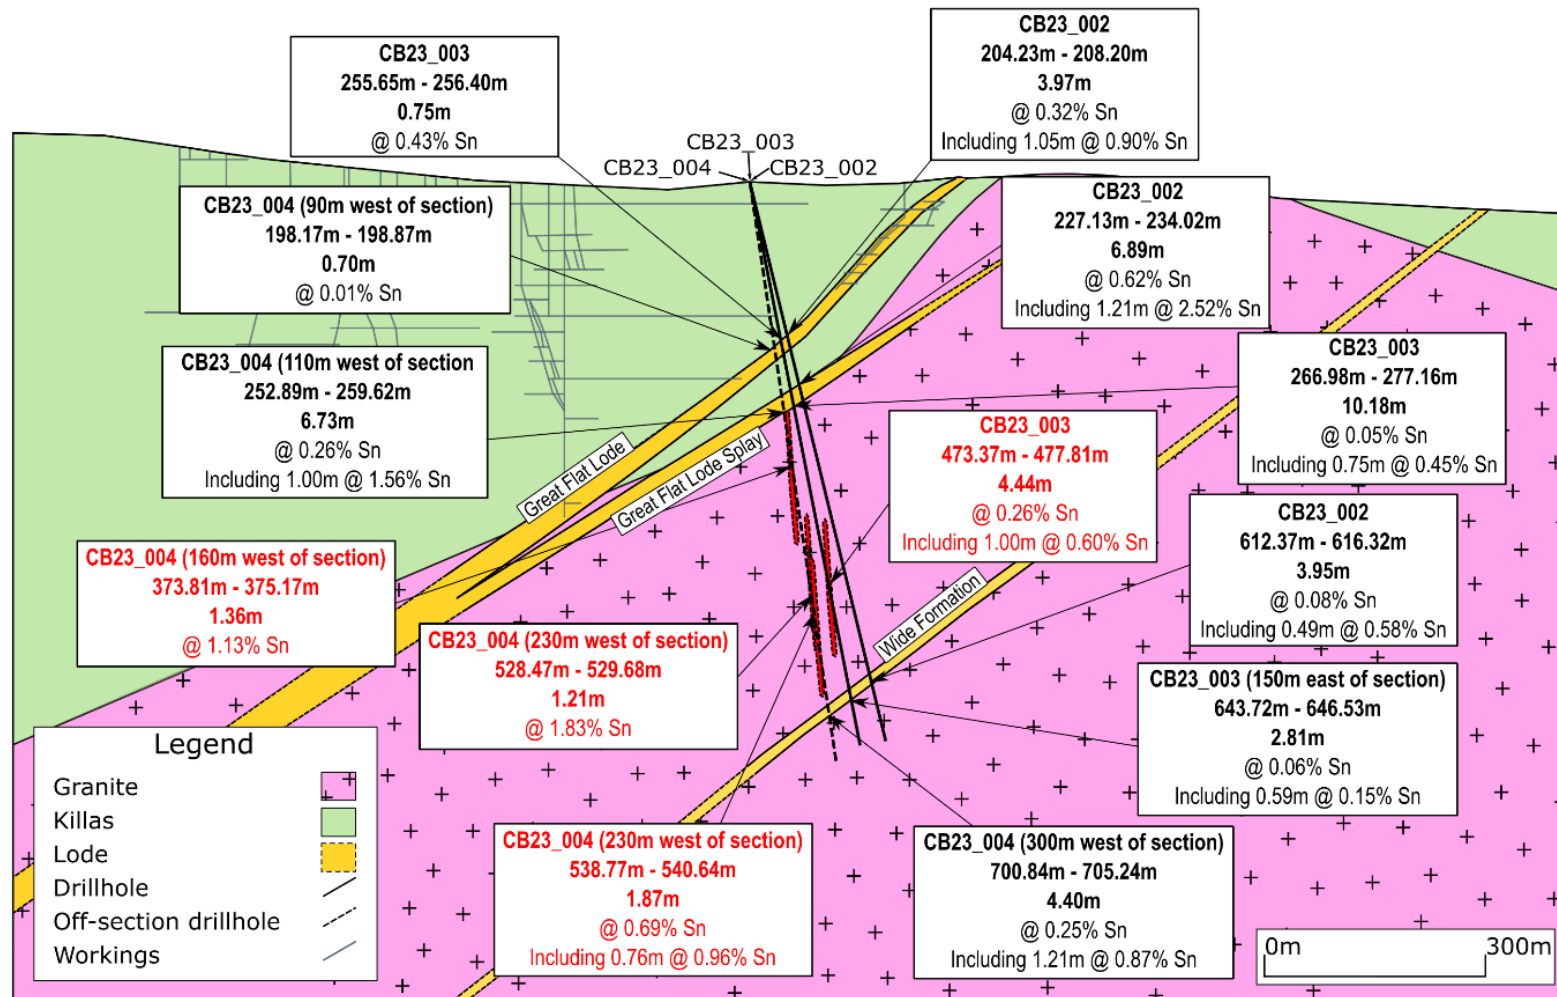 CB23_003
255.65m - 256.40m
0.75m
@ 0.43% Sn
CB23_002
204.23m - 208.20m
3.97m
@ 0.32% Sn
Including 1.05m @ 0.90% Sn
CB23_003
CB23_004
CB23_002
CB23_004 (90m west of section)
198.17m - 198.87m
0.70m
@ 0.01% Sn
CB23_002
227.13m - 234.02m
6.89m
@ 0.62% Sn
Including 1.21m @ 2.52% Sn
CB23_004 (110m west of section
252.89m - 259.62m
6.73m
@ 0.26% Sn
Including 1.00m @ 1.56% Sn
CB23_003
266.98m - 277.16m
10.18m
@ 0.05% Sn
Including 0.75m @ 0.45% Sn
CB23_003
473.37m - 477.81m
4.44m
@ 0.26% Sn
Including 1.00m @ 0.60% Sn
Great Flat Lode
Great Flat Lode Splay
CB23_002
612.37m - 616.32m
3.95m
@ 0.08% Sn
Including 0.49m @ 0.58% Sn
CB23_004 (160m west of section)
373.81m - 375.17m
1.36m
@ 1.13% Sn
Wide Formation
CB23_004 (230m west of section)
528.47m - 529.68m
1.21m
@ 1.83% Sn
CB23_003 (150m east of section)
643.72m - 646.53m
2.81m
@ 0.06% Sn
Including 0.59m @ 0.15% Sn
Legend
Granite
Killas
Lode
Drillhole
Off-section drillhole
Workings
CB23_004 (230m west of section)
538.77m - 540.64m
1.87m
@ 0.69% Sn
Including 0.76m @ 0.96% Sn
CB23_004 (300m west of section)
700.84m - 705.24m
4.40m
@ 0.25% Sn
Including 1.21m @ 0.87% Sn
0m 300m